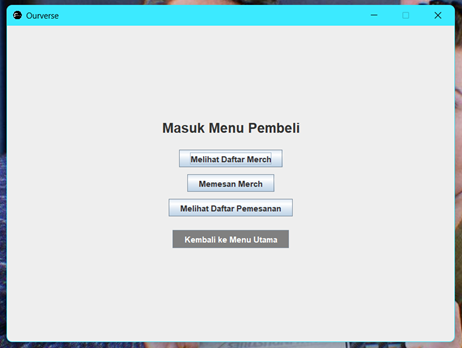 Ourverse
Masuk Menu Pembeli
Melihat Daftar Merch
Memesan Merch
Melihat Daftar Pemesanan
Kembali ke Menu Utama